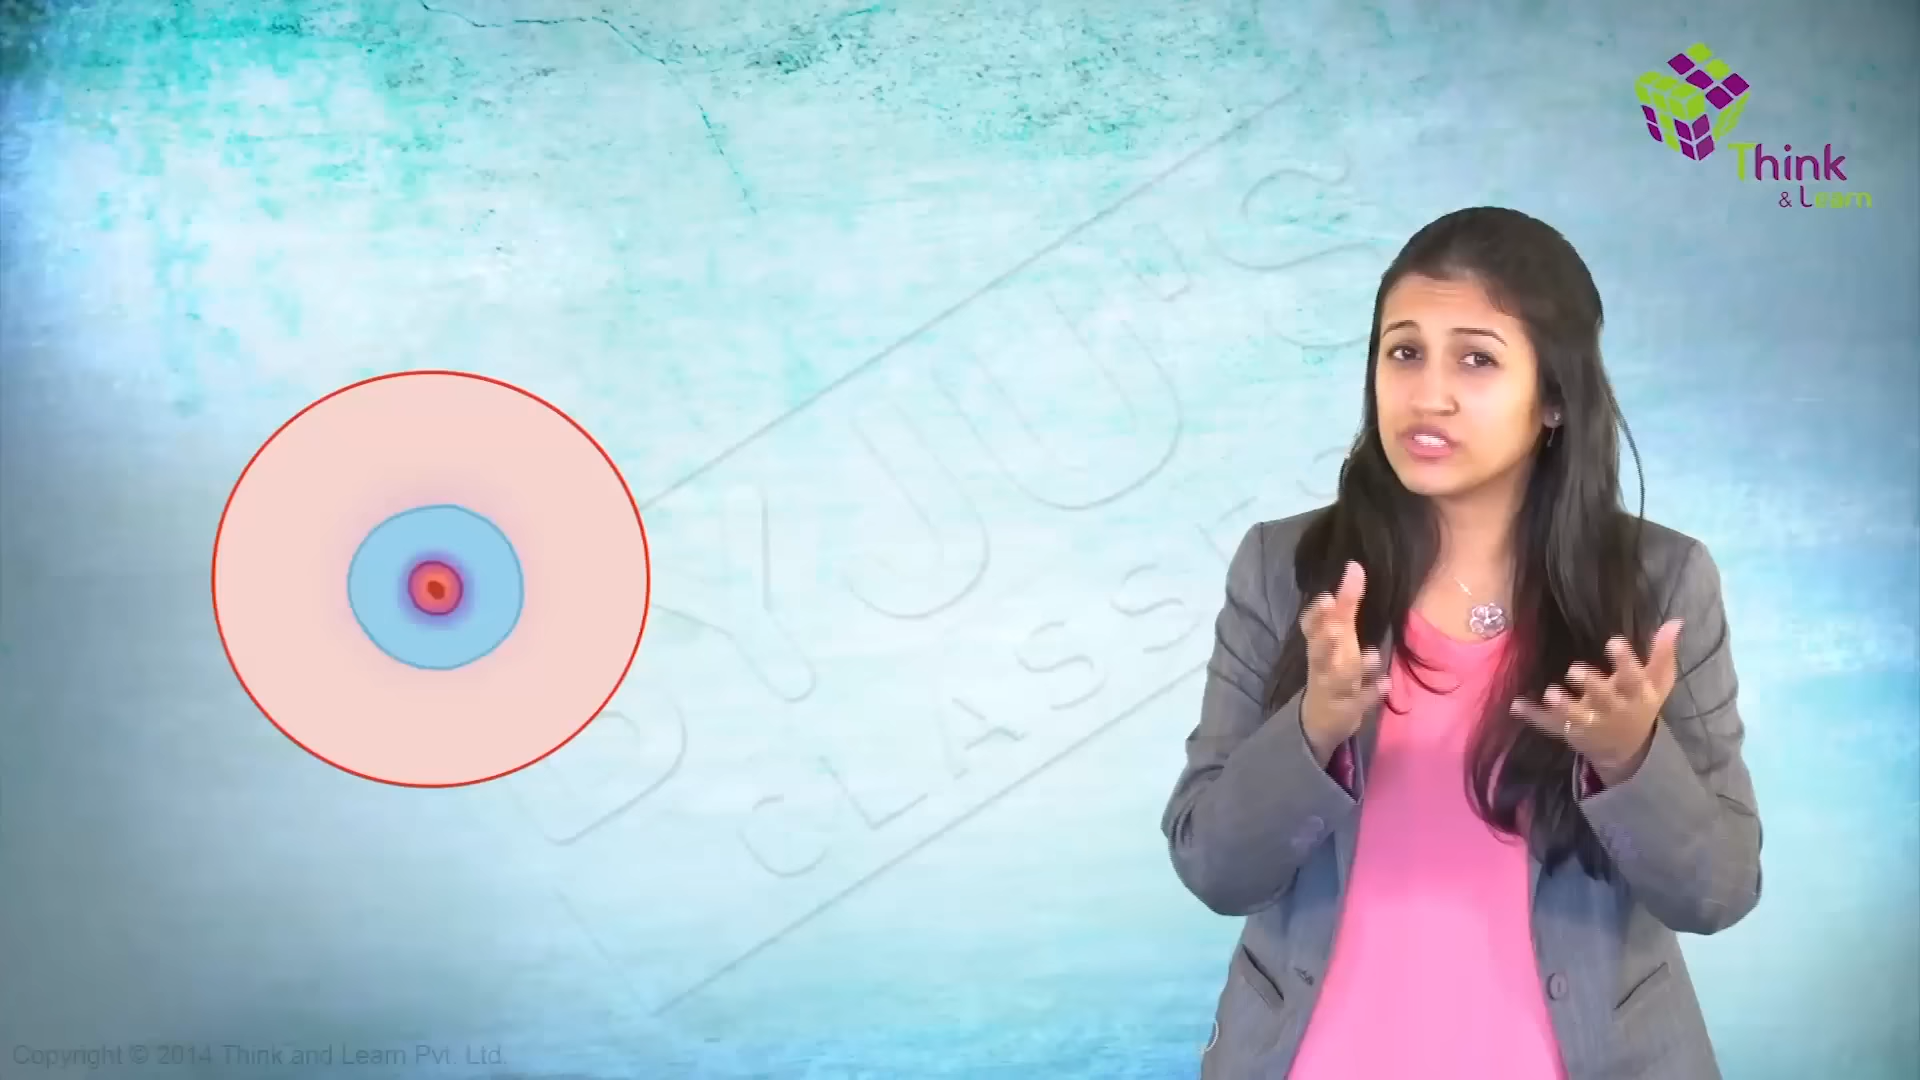 Think
& Learn
BYJU'S
CLASSES
Copyright © 2014 Think and Learn Pvt. Ltd.